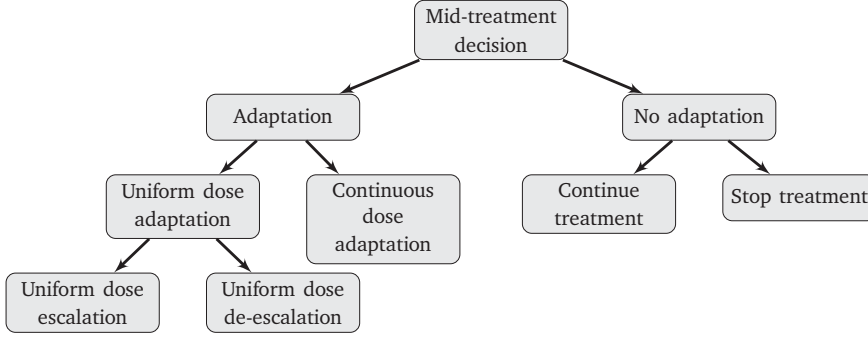 Mid-treatment
decision
Adaptation
No adaptation
Uniform dose
adaptation
Continuous
dose
adaptation
Continue
treatment
Stop treatment
Uniform dose
escalation
Uniform dose
de-escalation